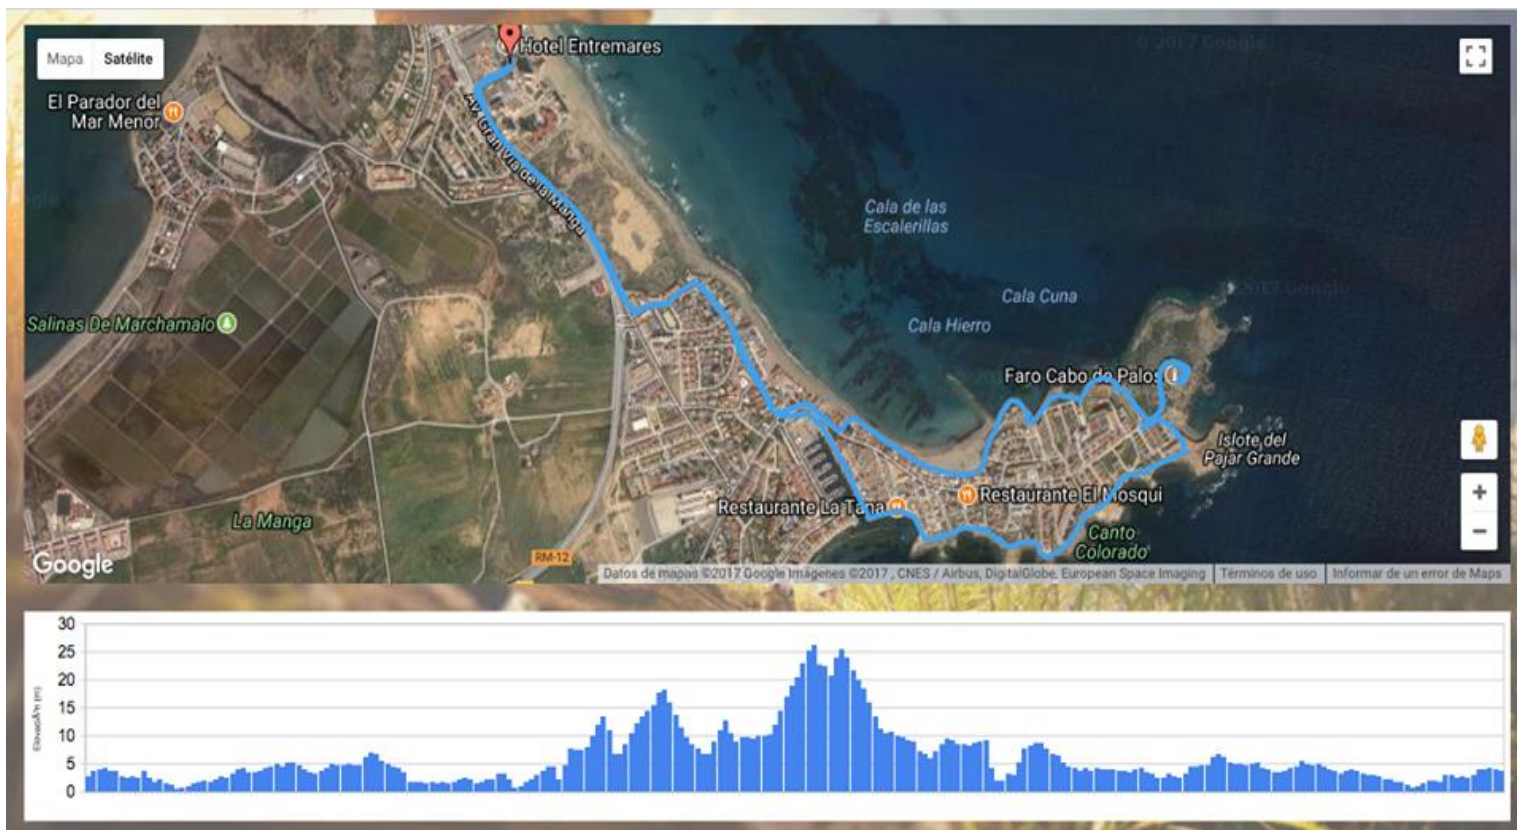 Hotel Entremares
Mapa
Satélite
El Parador del
Mar Menor
Av. Gran Vía de la Manga
Cala de las
Escalerillas
Cala Cuna
Cala Hierro
Salinas De Marchamalo
Faro Cabo de Palos
Islote del
Pajar Grande
Restaurante El Mosqui
Restaurante La Tana
La Manga
Canto
Colorado
RM-12
Google
+
−
Datos de mapas ©2017 Google Imágenes ©2017 , CNES / Airbus, DigitalGlobe, European Space Imaging
Términos de uso
Informar de un error de Maps
30
25
20
15
10
5
0
ElevaciÃ³n (m)